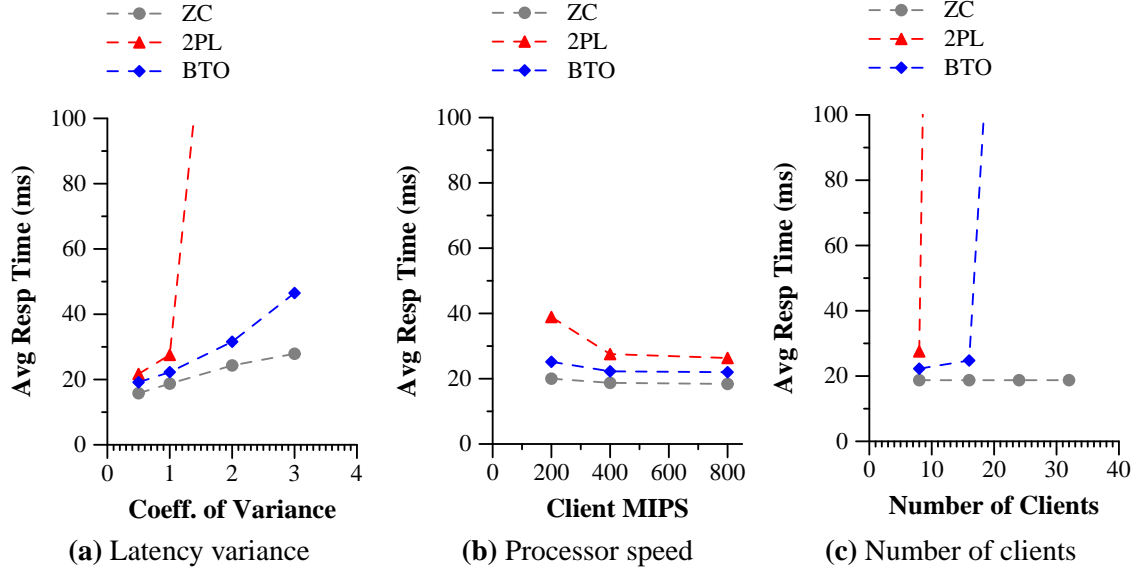 ZC
2PL
BTO
100
80
60
40
20
0
Avg Resp Time (ms)
0 1 2 3 4
Coeff. of Variance
(a) Latency variance
ZC
2PL
BTO
100
80
60
40
20
0
Avg Resp Time (ms)
0 200 400 600 800
Client MIPS
(b) Processor speed
ZC
2PL
BTO
100
80
60
40
20
0
Avg Resp Time (ms)
0 10 20 30 40
Number of Clients
(c) Number of clients